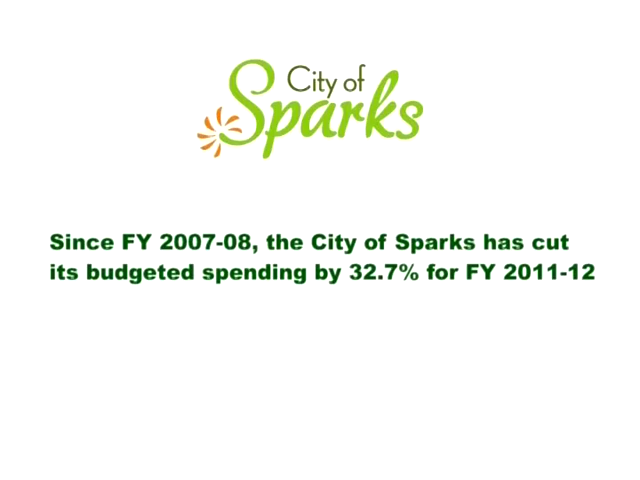 City of
Sparks
Since FY 2007-08, the City of Sparks has cut
its budgeted spending by 32.7% for FY 2011-12